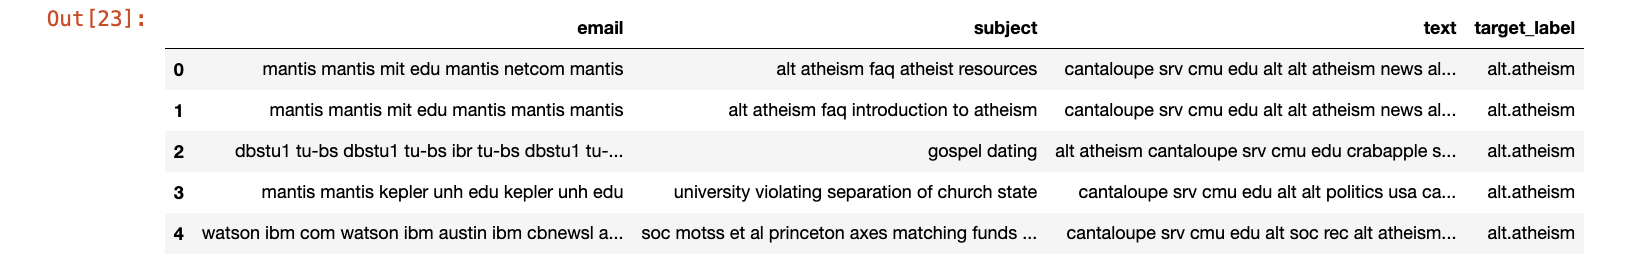 Out[23]:
email subject text target_label
0 mantis mantis mit edu mantis netcom mantis alt atheism faq atheist resources cantaloupe srv cmu edu alt alt atheism news al... alt.atheism
1 mantis mantis mit edu mantis mantis mantis alt atheism faq introduction to atheism cantaloupe srv cmu edu alt alt atheism news al... alt.atheism
2 dbstu1 tu-bs dbstu1 tu-bs ibr tu-bs dbstu1 tu-... gospel dating alt atheism cantaloupe srv cmu edu crabapple s... alt.atheism
3 mantis mantis kepler unh edu kepler unh edu university violating separation of church state cantaloupe srv cmu edu alt alt politics usa ca... alt.atheism
4 watson ibm com watson ibm austin ibm cbnewsl a... soc motss et al princeton axes matching funds ... cantaloupe srv cmu edu alt soc rec alt atheism... alt.atheism